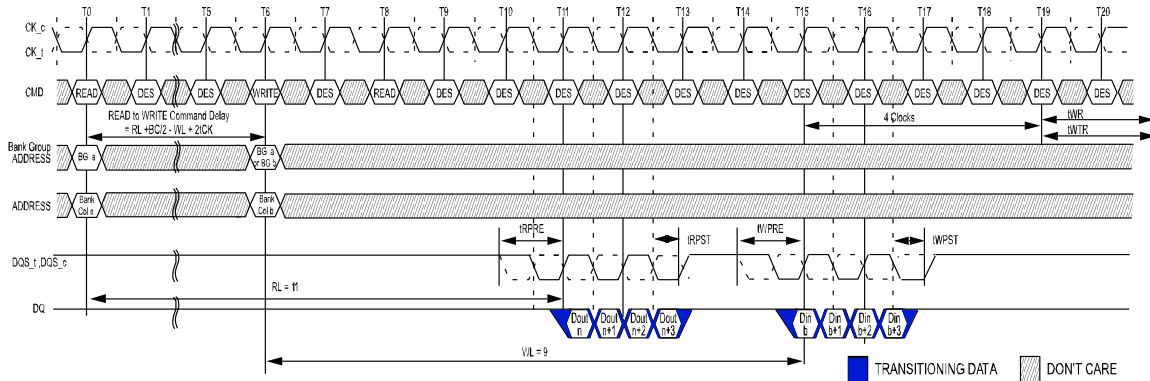 T0 T1 T5 T6 T7 T8 T9 T10 T11 T12 T13 T14 T15 T16 T17 T18 T19 T20
CK_c
CK_t
CMD READ DES DES WRITE DES READ DES DES DES DES DES DES DES DES DES DES DES DES
READ to WRITE Command Delay
= RL +BC/2 - WL + 2tCK
4 Clocks
tWR
tWTR
Bank Group
ADDRESS
BG a
BG a
or BG b
ADDRESS
Bank
Col n
Bank
Col b
tRPRE tRPST tWPRE tWPST
DQS_t ,DQS_c
RL = 11
DQ
Dout
n
Dout
n+1
Dout
n+2
Dout
n+3
Din
b
Din
b+1
Din
b+2
Din
b+3
WL = 9
TRANSITIONING DATA DON'T CARE